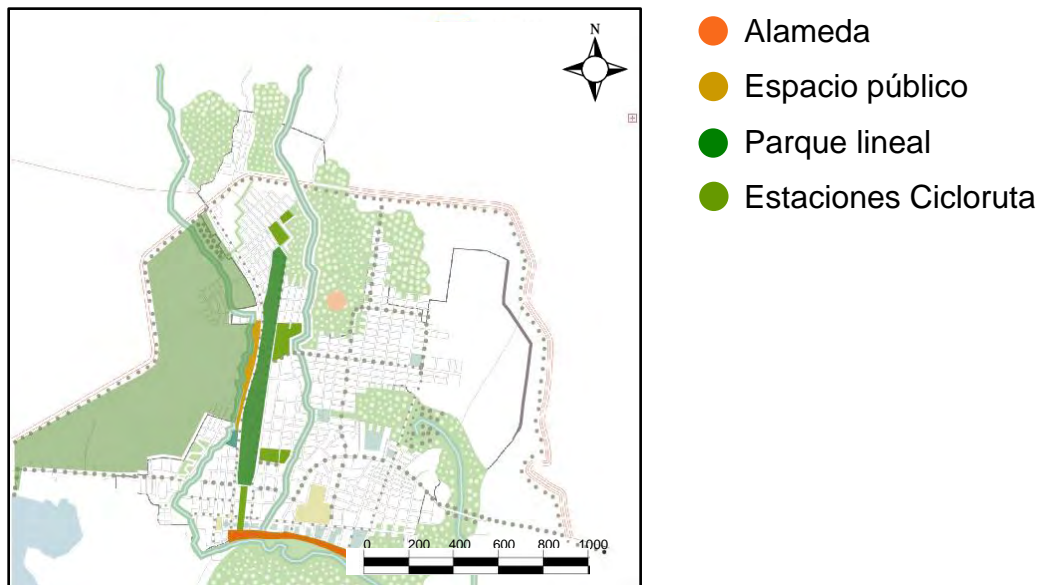 N
Alameda
Espacio público
Parque lineal
Estaciones Cicloruta
0 200 400 600 800 1000